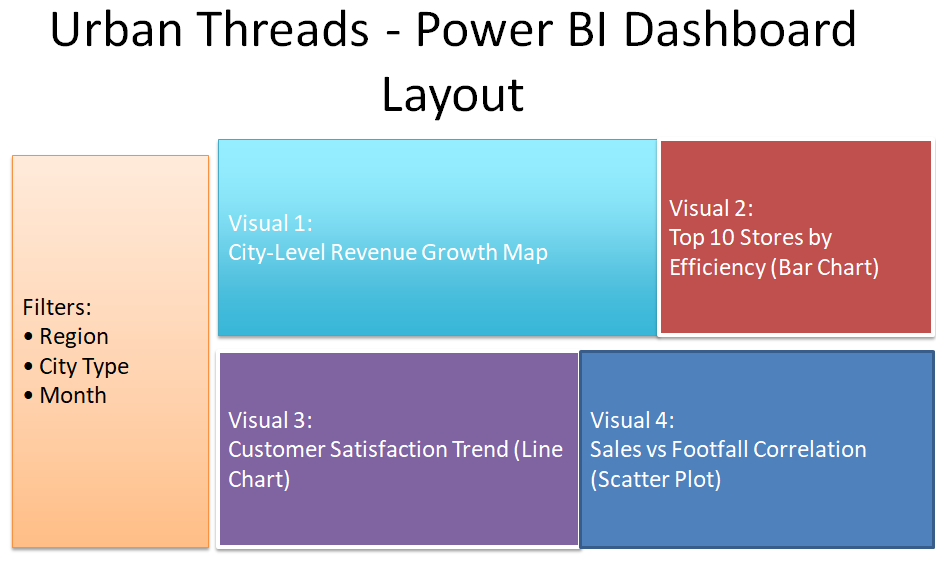 Urban Threads - Power BI Dashboard
Layout
Filters:
• Region
• City Type
• Month
Visual 1:
City-Level Revenue Growth Map
Visual 2:
Top 10 Stores by
Efficiency (Bar Chart)
Visual 3:
Customer Satisfaction Trend (Line
Chart)
Visual 4:
Sales vs Footfall Correlation
(Scatter Plot)